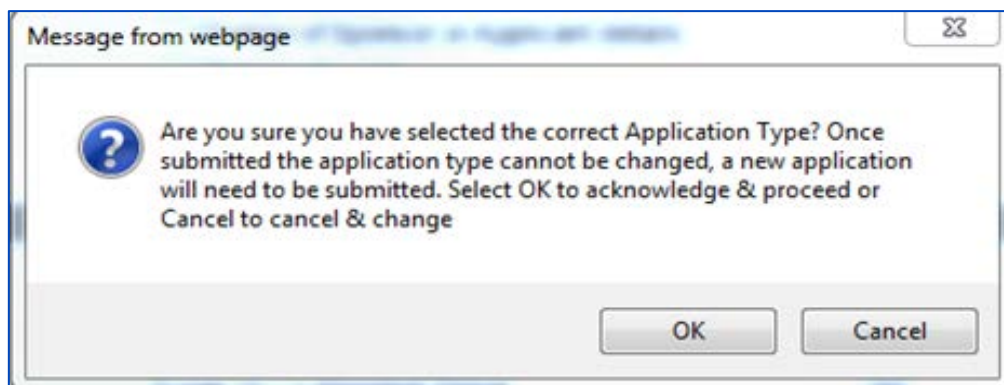 Message from webpage
Are you sure you have selected the correct Application Type? Once
submitted the application type cannot be changed, a new application
will need to be submitted. Select OK to acknowledge & proceed or
Cancel to cancel & change
OK
Cancel